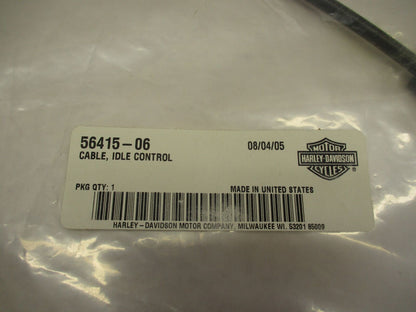 56415-06
08/04/05
CABLE, IDLE CONTROL
MOTOR
HARLEY-DAVIDSON
CYCLES
®
PKG QTY: 1
MADE IN UNITED STATES
HARLEY-DAVIDSON MOTOR COMPANY, MILWAUKEE WI. 53201 85009